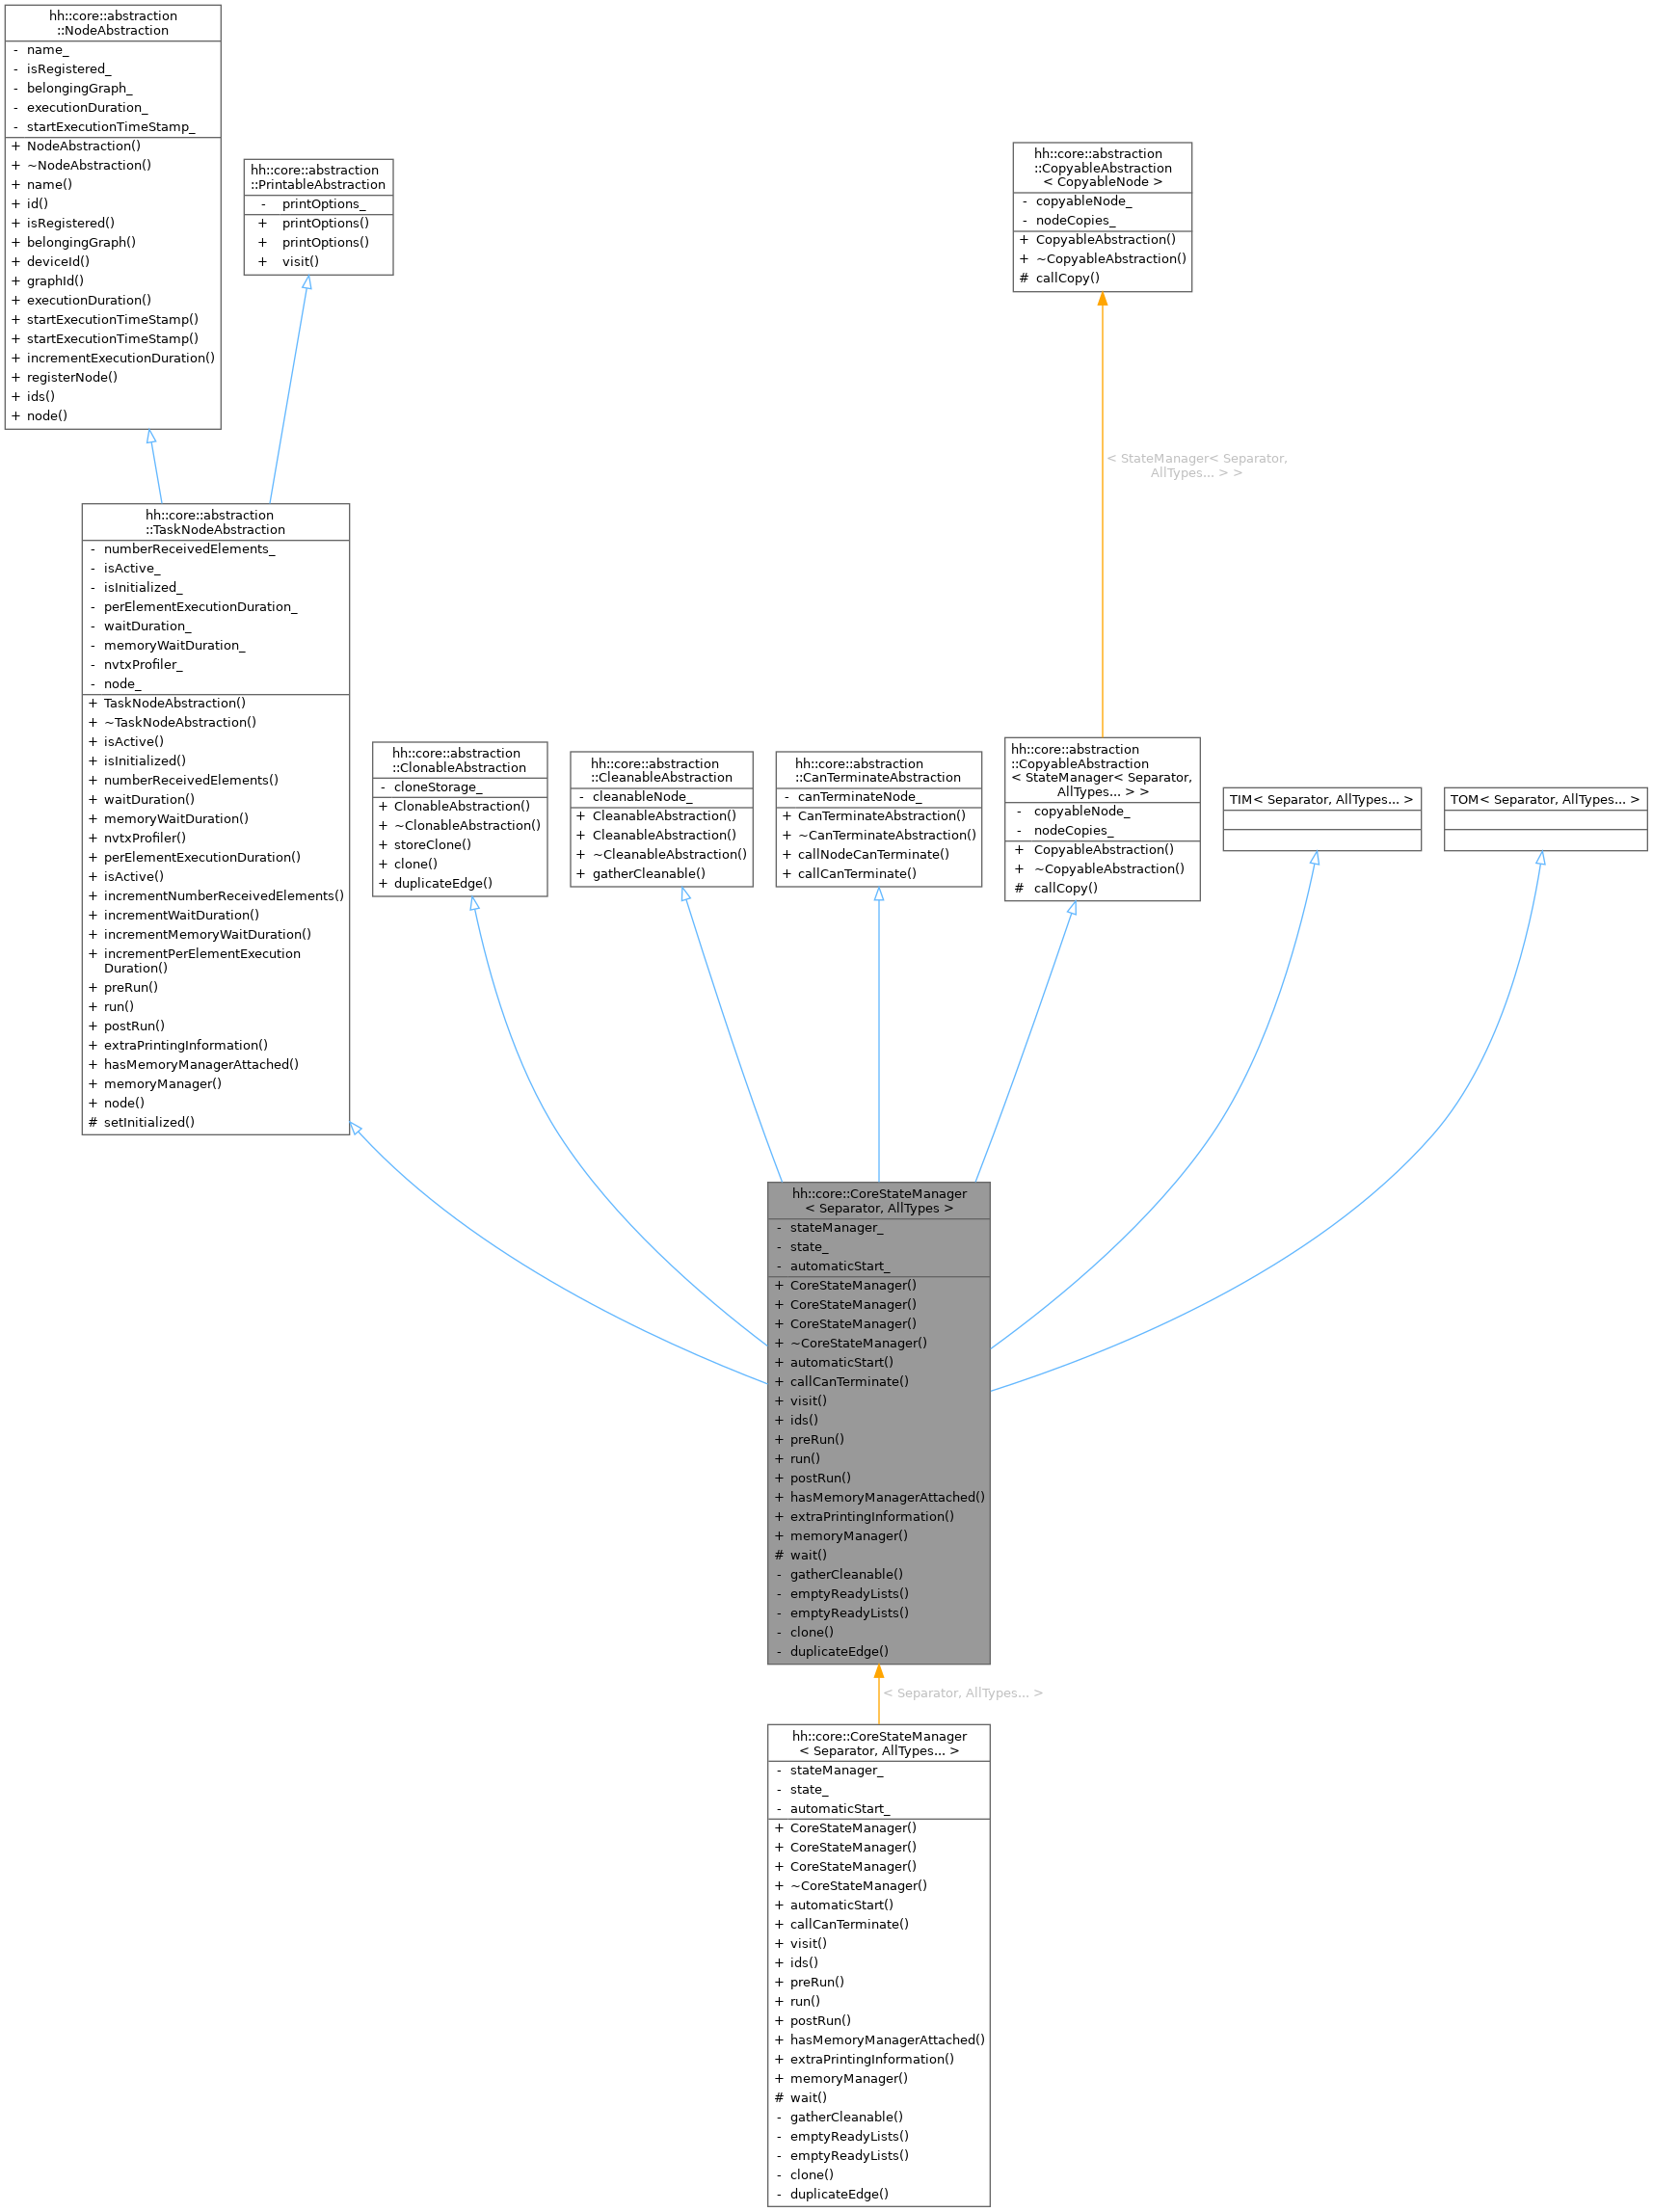 hh::core::abstraction
::NodeAbstraction
- name_
- isRegistered_
- belongingGraph_
- executionDuration_
- startExecutionTimeStamp_
+ NodeAbstraction()
+ ~NodeAbstraction()
+ name()
+ id()
+ isRegistered()
+ belongingGraph()
+ deviceId()
+ graphId()
+ executionDuration()
+ startExecutionTimeStamp()
+ startExecutionTimeStamp()
+ incrementExecutionDuration()
+ registerNode()
+ ids()
+ node()
hh::core::abstraction
::PrintableAbstraction
- printOptions_
+ printOptions()
+ printOptions()
+ visit()
hh::core::abstraction
::CopyableAbstraction
< CopyableNode >
- copyableNode_
- nodeCopies_
+ CopyableAbstraction()
+ ~CopyableAbstraction()
# callCopy()
< StateManager< Separator,
AllTypes... > >
hh::core::abstraction
::TaskNodeAbstraction
- numberReceivedElements_
- isActive_
- isInitialized_
- perElementExecutionDuration_
- waitDuration_
- memoryWaitDuration_
- nvtxProfiler_
- node_
+ TaskNodeAbstraction()
+ ~TaskNodeAbstraction()
+ isActive()
+ isInitialized()
+ numberReceivedElements()
+ waitDuration()
+ memoryWaitDuration()
+ nvtxProfiler()
+ perElementExecutionDuration()
+ isActive()
+ incrementNumberReceivedElements()
+ incrementWaitDuration()
+ incrementMemoryWaitDuration()
+ incrementPerElementExecution
Duration()
+ preRun()
+ run()
+ postRun()
+ extraPrintingInformation()
+ hasMemoryManagerAttached()
+ memoryManager()
+ node()
# setInitialized()
hh::core::abstraction
::ClonableAbstraction
- cloneStorage_
+ ClonableAbstraction()
+ ~ClonableAbstraction()
+ storeClone()
+ clone()
+ duplicateEdge()
hh::core::abstraction
::CleanableAbstraction
- cleanableNode_
+ CleanableAbstraction()
+ CleanableAbstraction()
+ ~CleanableAbstraction()
+ gatherCleanable()
hh::core::abstraction
::CanTerminateAbstraction
- canTerminateNode_
+ CanTerminateAbstraction()
+ ~CanTerminateAbstraction()
+ callNodeCanTerminate()
+ callCanTerminate()
hh::core::abstraction
::CopyableAbstraction
< StateManager< Separator,
AllTypes... > >
- copyableNode_
- nodeCopies_
+ CopyableAbstraction()
+ ~CopyableAbstraction()
# callCopy()
TIM< Separator, AllTypes... >
TOM< Separator, AllTypes... >
hh::core::CoreStateManager
< Separator, AllTypes >
- stateManager_
- state_
- automaticStart_
+ CoreStateManager()
+ CoreStateManager()
+ CoreStateManager()
+ ~CoreStateManager()
+ automaticStart()
+ callCanTerminate()
+ visit()
+ ids()
+ preRun()
+ run()
+ postRun()
+ hasMemoryManagerAttached()
+ extraPrintingInformation()
+ memoryManager()
# wait()
- gatherCleanable()
- emptyReadyLists()
- emptyReadyLists()
- clone()
- duplicateEdge()
< Separator, AllTypes... >
hh::core::CoreStateManager
< Separator, AllTypes... >
- stateManager_
- state_
- automaticStart_
+ CoreStateManager()
+ CoreStateManager()
+ CoreStateManager()
+ ~CoreStateManager()
+ automaticStart()
+ callCanTerminate()
+ visit()
+ ids()
+ preRun()
+ run()
+ postRun()
+ hasMemoryManagerAttached()
+ extraPrintingInformation()
+ memoryManager()
# wait()
- gatherCleanable()
- emptyReadyLists()
- emptyReadyLists()
- clone()
- duplicateEdge()